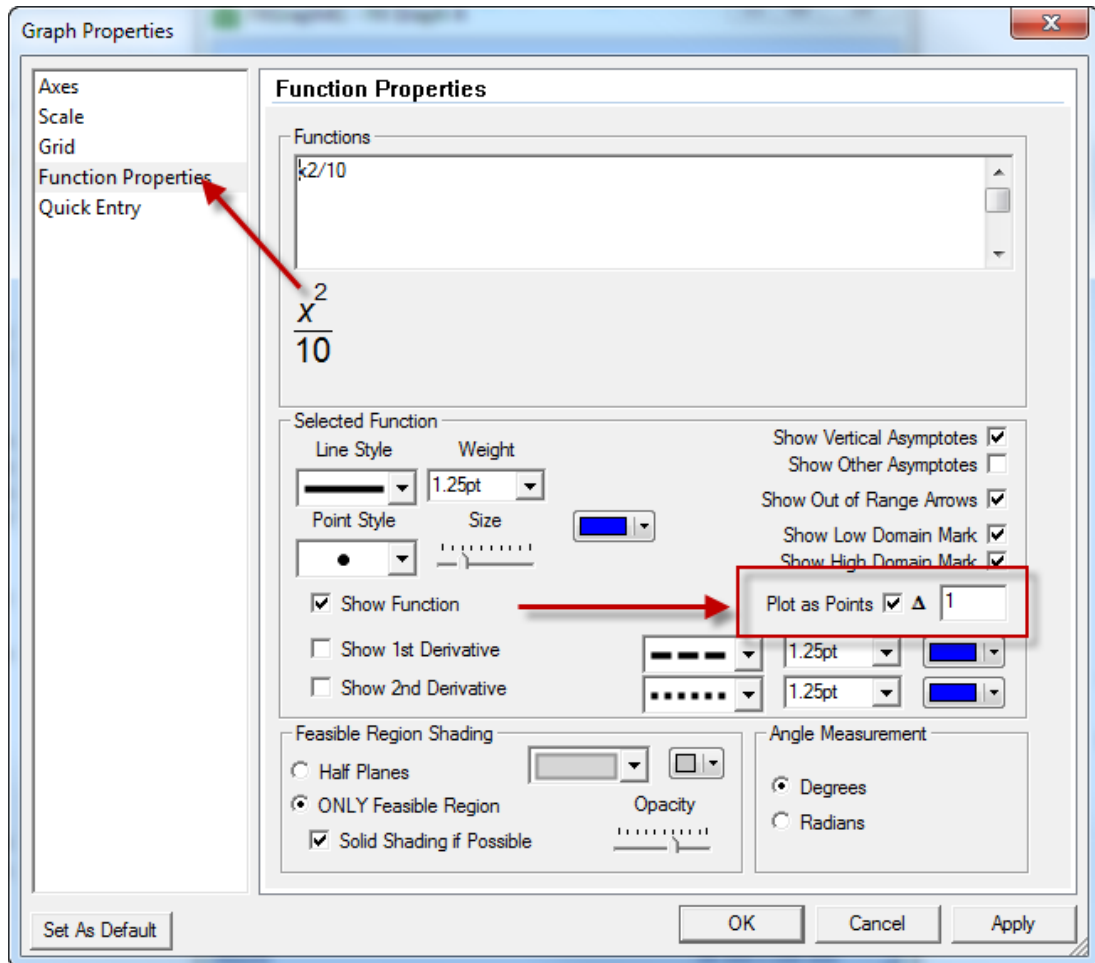 Graph Properties
Axes
Scale
Grid
Function Properties
Quick Entry
Function Properties
Functions
x2/10
x²
10
Selected Function
Line Style Weight
1.25pt
Point Style Size
Show Vertical Asymptotes
Show Other Asymptotes
Show Out of Range Arrows
Show Low Domain Mark
Show High Domain Mark
Show Function
Plot as Points Δ 1
Show 1st Derivative 1.25pt
Show 2nd Derivative 1.25pt
Feasible Region Shading
Half Planes
ONLY Feasible Region Opacity
Solid Shading if Possible
Angle Measurement
Degrees
Radians
Set As Default OK Cancel Apply